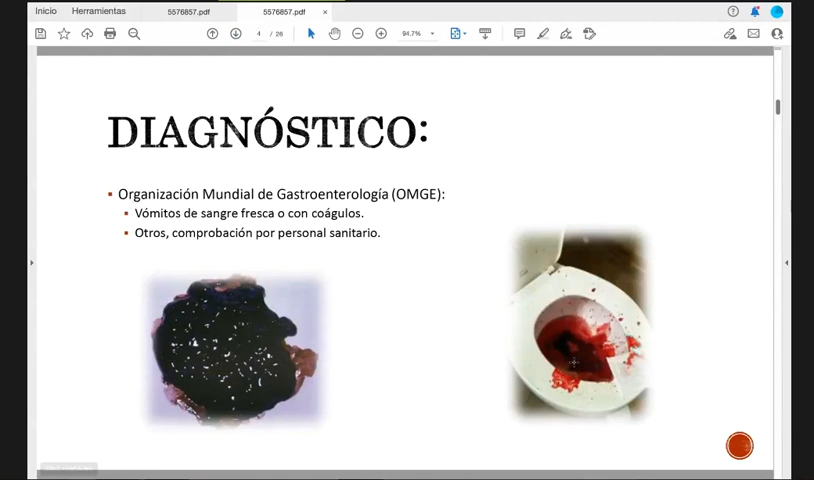 Inicio Herramientas 5576857.pdf 5576857.pdf ×
4 / 26 94.7%
DIAGNÓSTICO:
Organización Mundial de Gastroenterología (OMGE):
Vómitos de sangre fresca o con coágulos.
Otros, comprobación por personal sanitario.